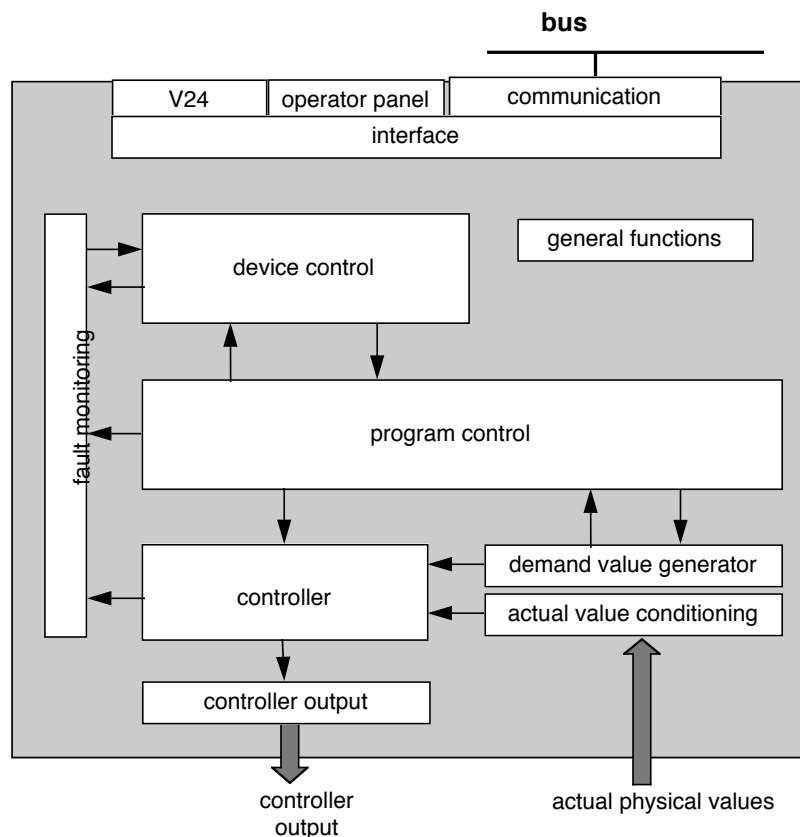 bus
V24
operator panel
communication
interface
general functions
device control
fault monitoring
program control
demand value generator
controller
actual value conditioning
controller output
controller
output
actual physical values